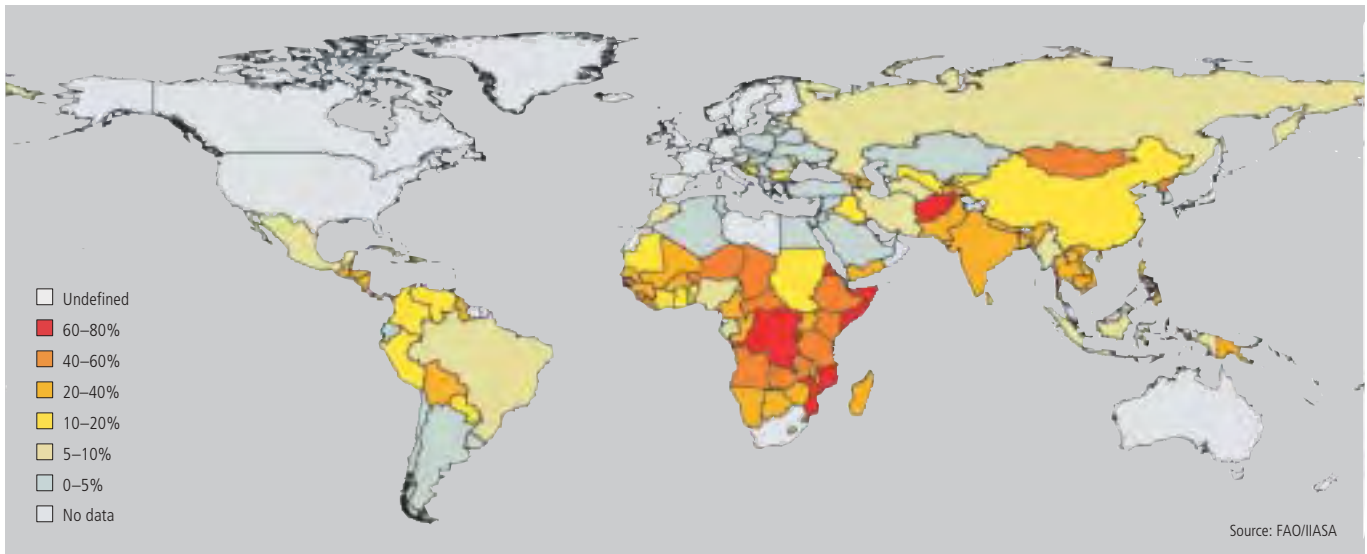 Undefined
60–80%
40–60%
20–40%
10–20%
5–10%
0–5%
No data
Source: FAO/IIASA